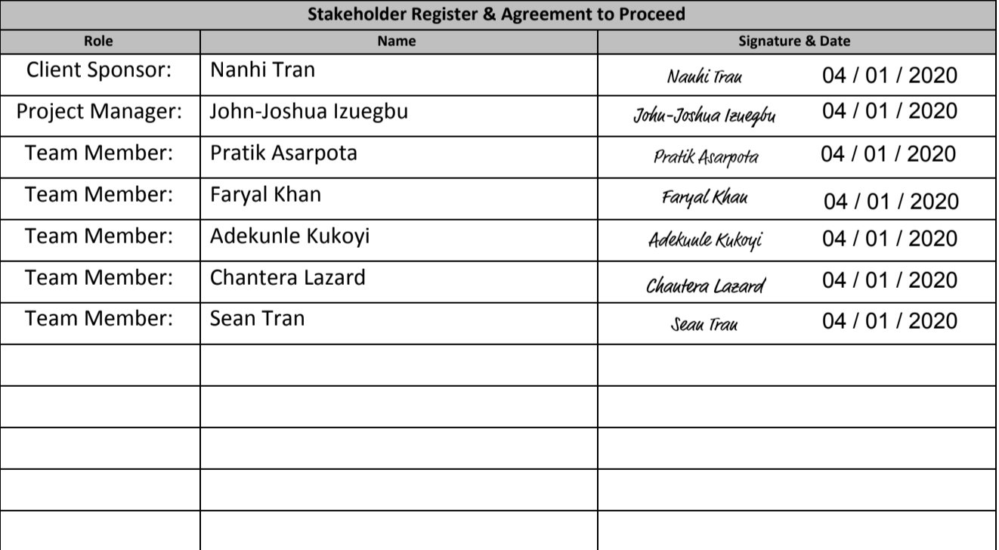 Stakeholder Register & Agreement to Proceed
Role Name Signature & Date
Client Sponsor: Nanhi Tran Nanhi Tran 04 / 01 / 2020
Project Manager: John-Joshua Izuegbu John-Joshua Izuegbu 04 / 01 / 2020
Team Member: Pratik Asarpota Pratik Asarpota 04 / 01 / 2020
Team Member: Faryal Khan Faryal Khan 04 / 01 / 2020
Team Member: Adekunle Kukoyi Adekunle Kukoyi 04 / 01 / 2020
Team Member: Chantera Lazard Chantera Lazard 04 / 01 / 2020
Team Member: Sean Tran Sean Tran 04 / 01 / 2020